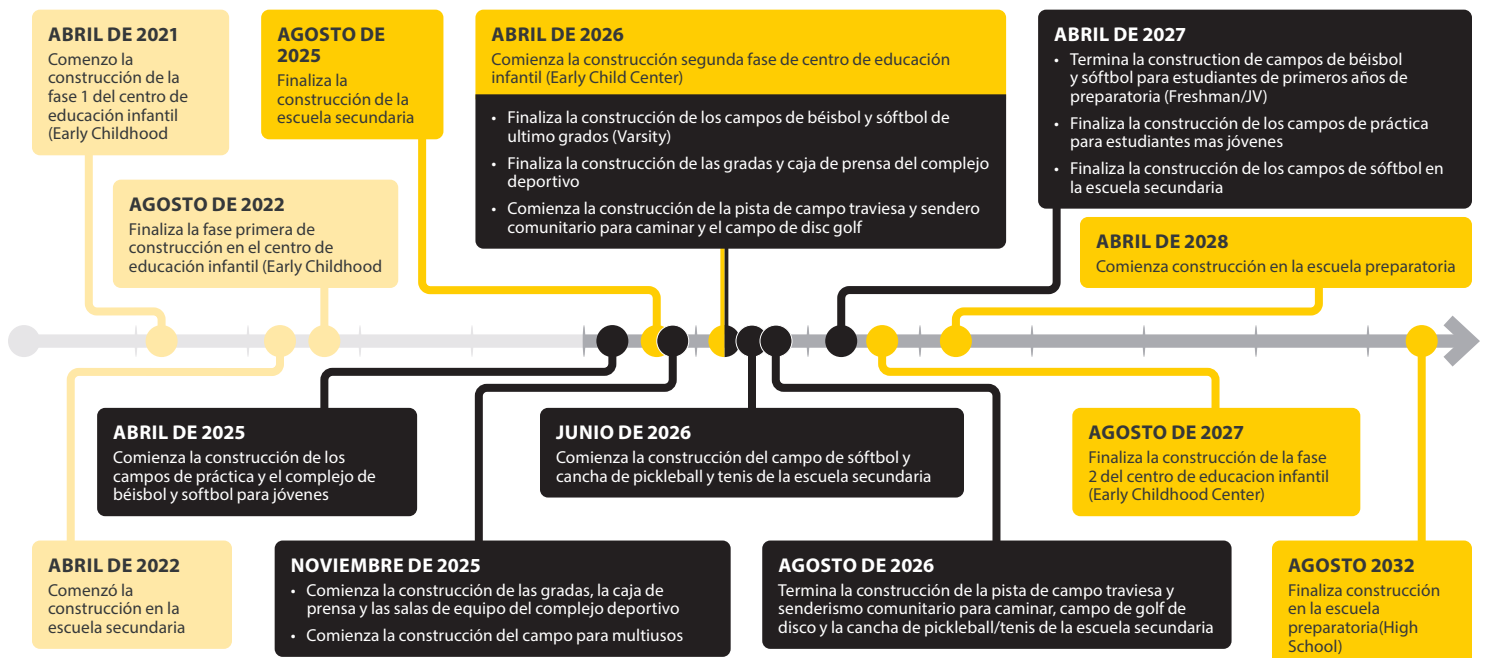 ABRIL DE 2021
Comenzo la
construcción de la
fase 1 del centro de
educación infantil
(Early Childhood
AGOSTO DE
2025
Finaliza la
construcción de la
escuela secundaria
ABRIL DE 2026
Comienza la construcción segunda fase de centro de educación
infantil (Early Child Center)
• Finaliza la construcción de los campos de béisbol y sóftbol de
ultimo grados (Varsity)
• Finaliza la construcción de las gradas y caja de prensa del complejo
deportivo
• Comienza la construcción de la pista de campo traviesa y sendero
comunitario para caminar y el campo de disc golf
ABRIL DE 2027
• Termina la construction de campos de béisbol
y sóftbol para estudiantes de primeros años de
preparatoria (Freshman/JV)
• Finaliza la construcción de los campos de práctica
para estudiantes mas jóvenes
• Finaliza la construcción de los campos de sóftbol en
la escuela secundaria
AGOSTO DE 2022
Finaliza la fase primera de
construcción en el centro de
educación infantil (Early Childhood
ABRIL DE 2028
Comienza construcción en la escuela preparatoria
ABRIL DE 2025
Comienza la construcción de los
campos de práctica y el complejo de
béisbol y softbol para jóvenes
JUNIO DE 2026
Comienza la construcción del campo de sóftbol y
cancha de pickleball y tenis de la escuela secundaria
AGOSTO DE 2027
Finaliza la construcción de la fase
2 del centro de educacion infantil
(Early Childhood Center)
ABRIL DE 2022
Comenzó la
construcción en la
escuela secundaria
NOVIEMBRE DE 2025
• Comienza la construcción de las gradas, la caja de
prensa y las salas de equipo del complejo deportivo
• Comienza la construcción del campo para multiusos
AGOSTO DE 2026
Termina la construcción de la pista de campo traviesa y
senderismo comunitario para caminar, campo de golf de
disco y la cancha de pickleball/tenis de la escuela secundaria
AGOSTO 2032
Finaliza construcción
en la escuela
preparatoria(High
School)